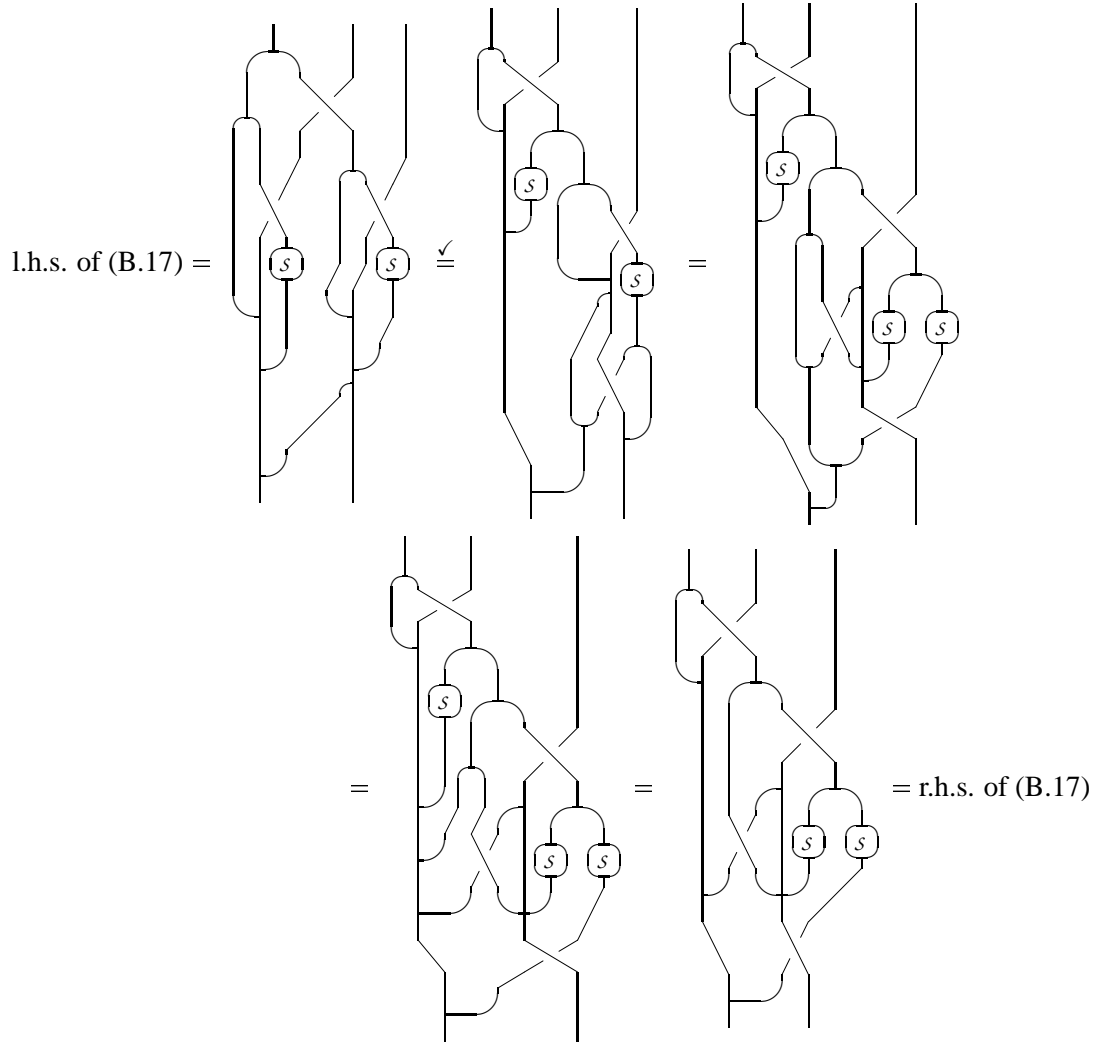 l.h.s. of (B.17) = S S ✓= S S = S S S
= S S S = S S = r.h.s. of (B.17)